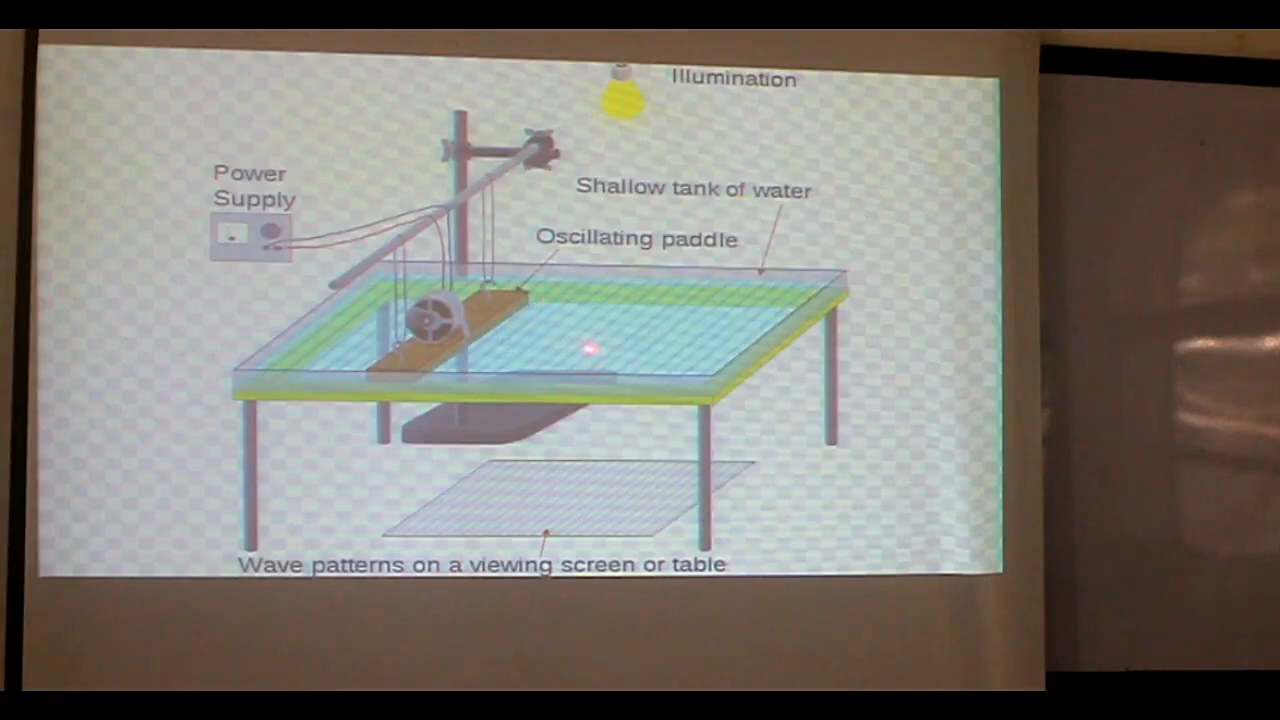 Illumination
Power
Supply
Shallow tank of water
Oscillating paddle
Wave patterns on a viewing screen or table